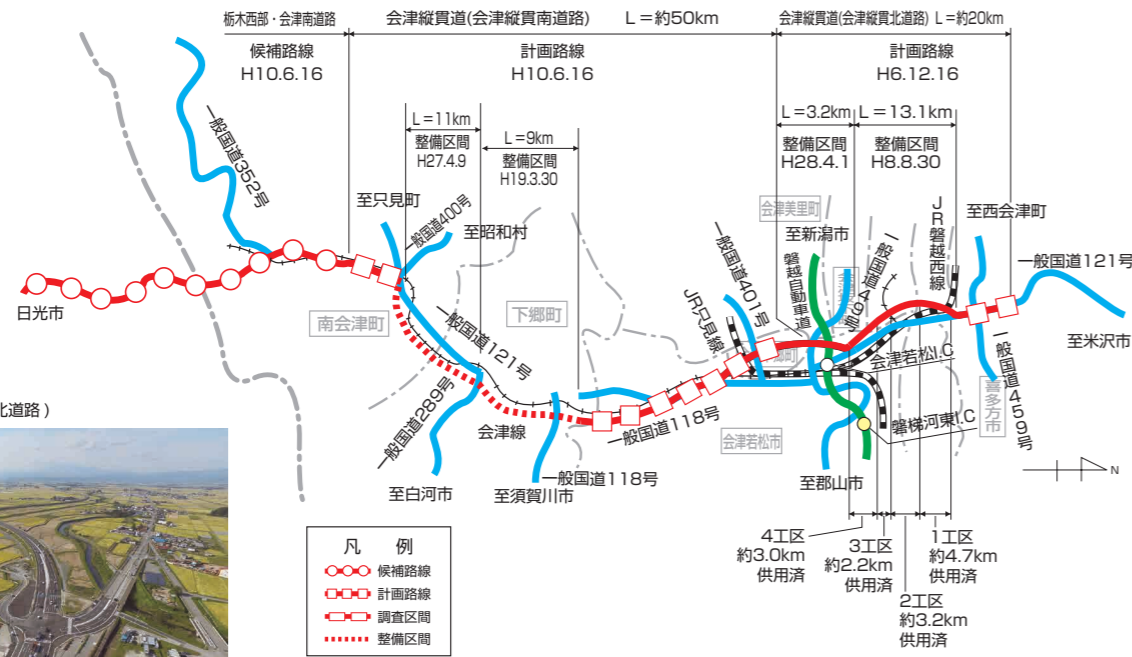 栃木西部・会津南道路
会津縦貫道(会津縦貫南道路) L＝約50km
会津縦貫道(会津縦貫北道路) L＝約20km
候補路線
H10.6.16
計画路線
H10.6.16
計画路線
H6.12.16
L＝11km
整備区間
H27.4.9
L＝9km
整備区間
H19.3.30
L＝3.2km
整備区間
H28.4.1
L＝13.1km
整備区間
H8.8.30
一般国道352号
至只見町
一般国道400号
至昭和村
会津美里町
至新潟市
磐越自動車道
一般国道49号
JR磐越西線
至西会津町
一般国道121号
至米沢市
一般国道401号
JR只見線
日光市
南会津町
下郷町
一般国道121号
一般国道289号
会津線
一般国道118号
会津若松I.C
磐梯河東I.C
一般国道459号
喜多方市
会津若松市
至白河市
至須賀川市
一般国道118号
至郡山市
N
北道路)
凡 例
候補路線
計画路線
調査区間
整備区間
4工区
約3.0km
供用済
3工区
約2.2km
供用済
2工区
約3.2km
供用済
1工区
約4.7km
供用済